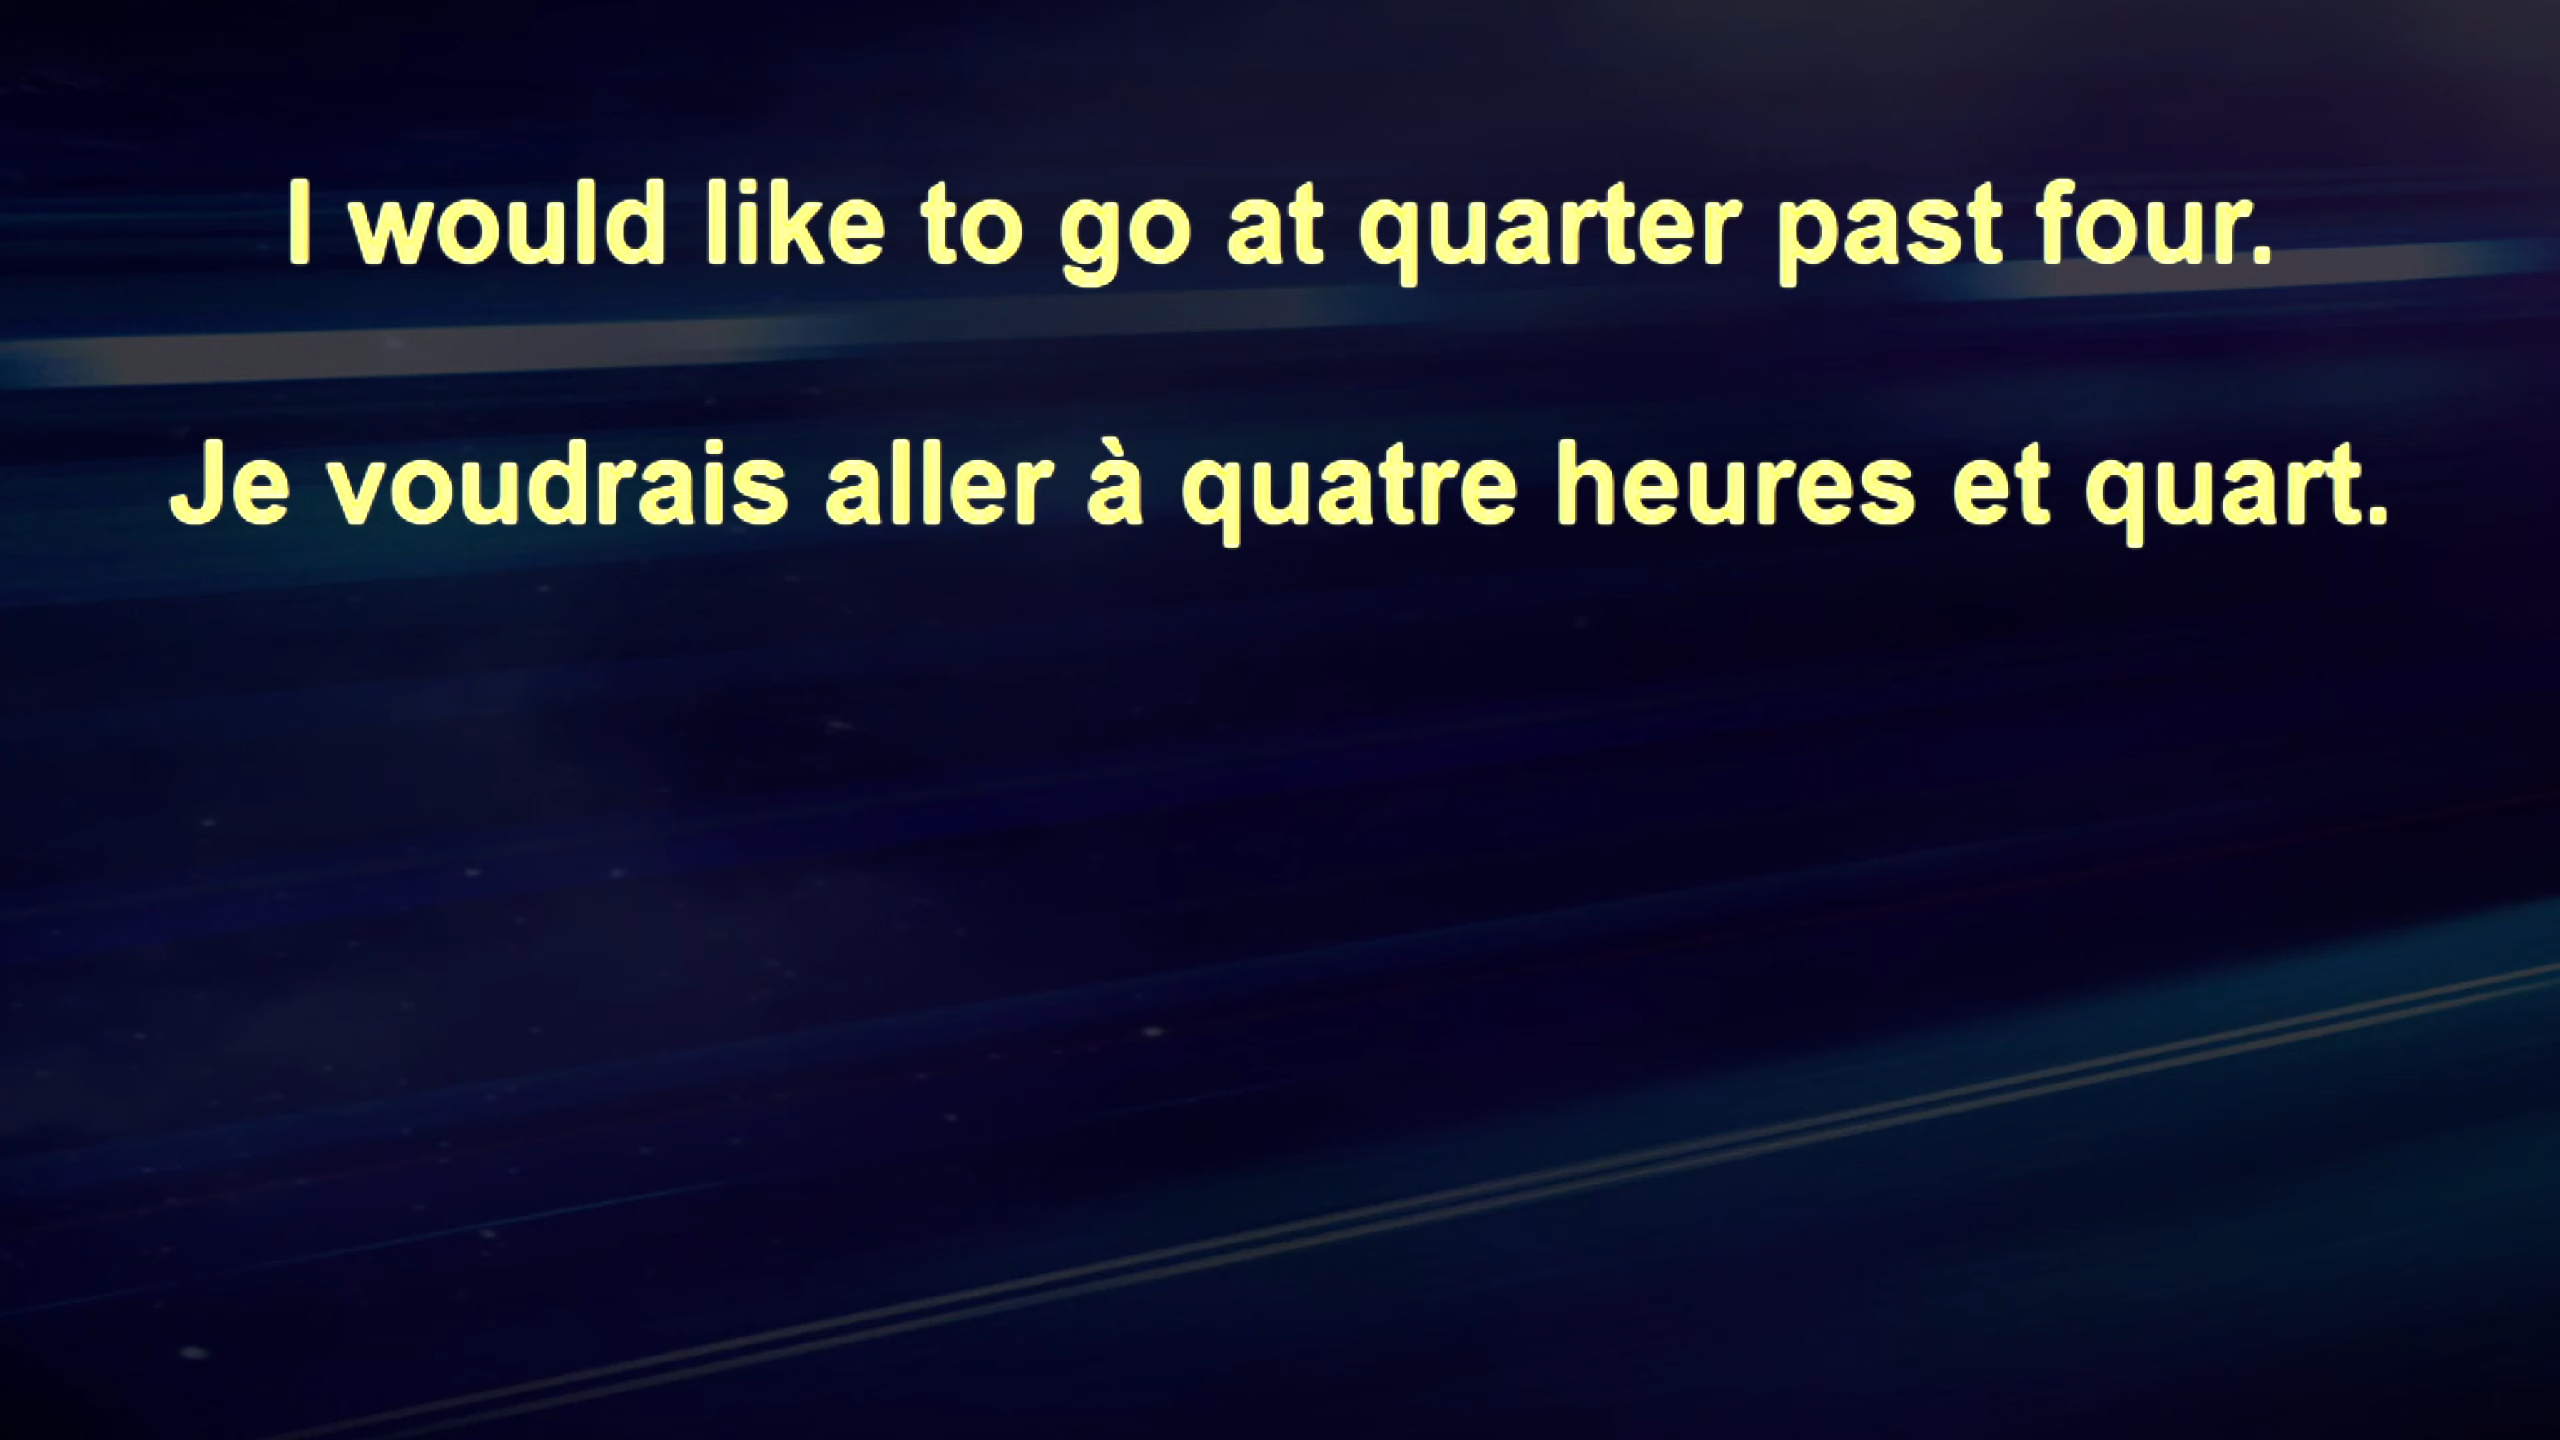 I would like to go at quarter past four.
Je voudrais aller à quatre heures et quart.